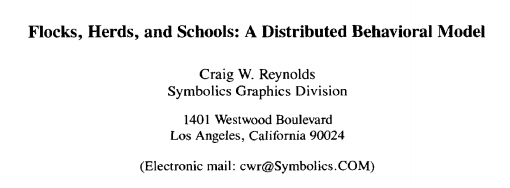 Flocks, Herds, and Schools: A Distributed Behavioral Model
Craig W. Reynolds
Symbolics Graphics Division
1401 Westwood Boulevard
Los Angeles, California 90024
(Electronic mail: cwr@Symbolics.COM)